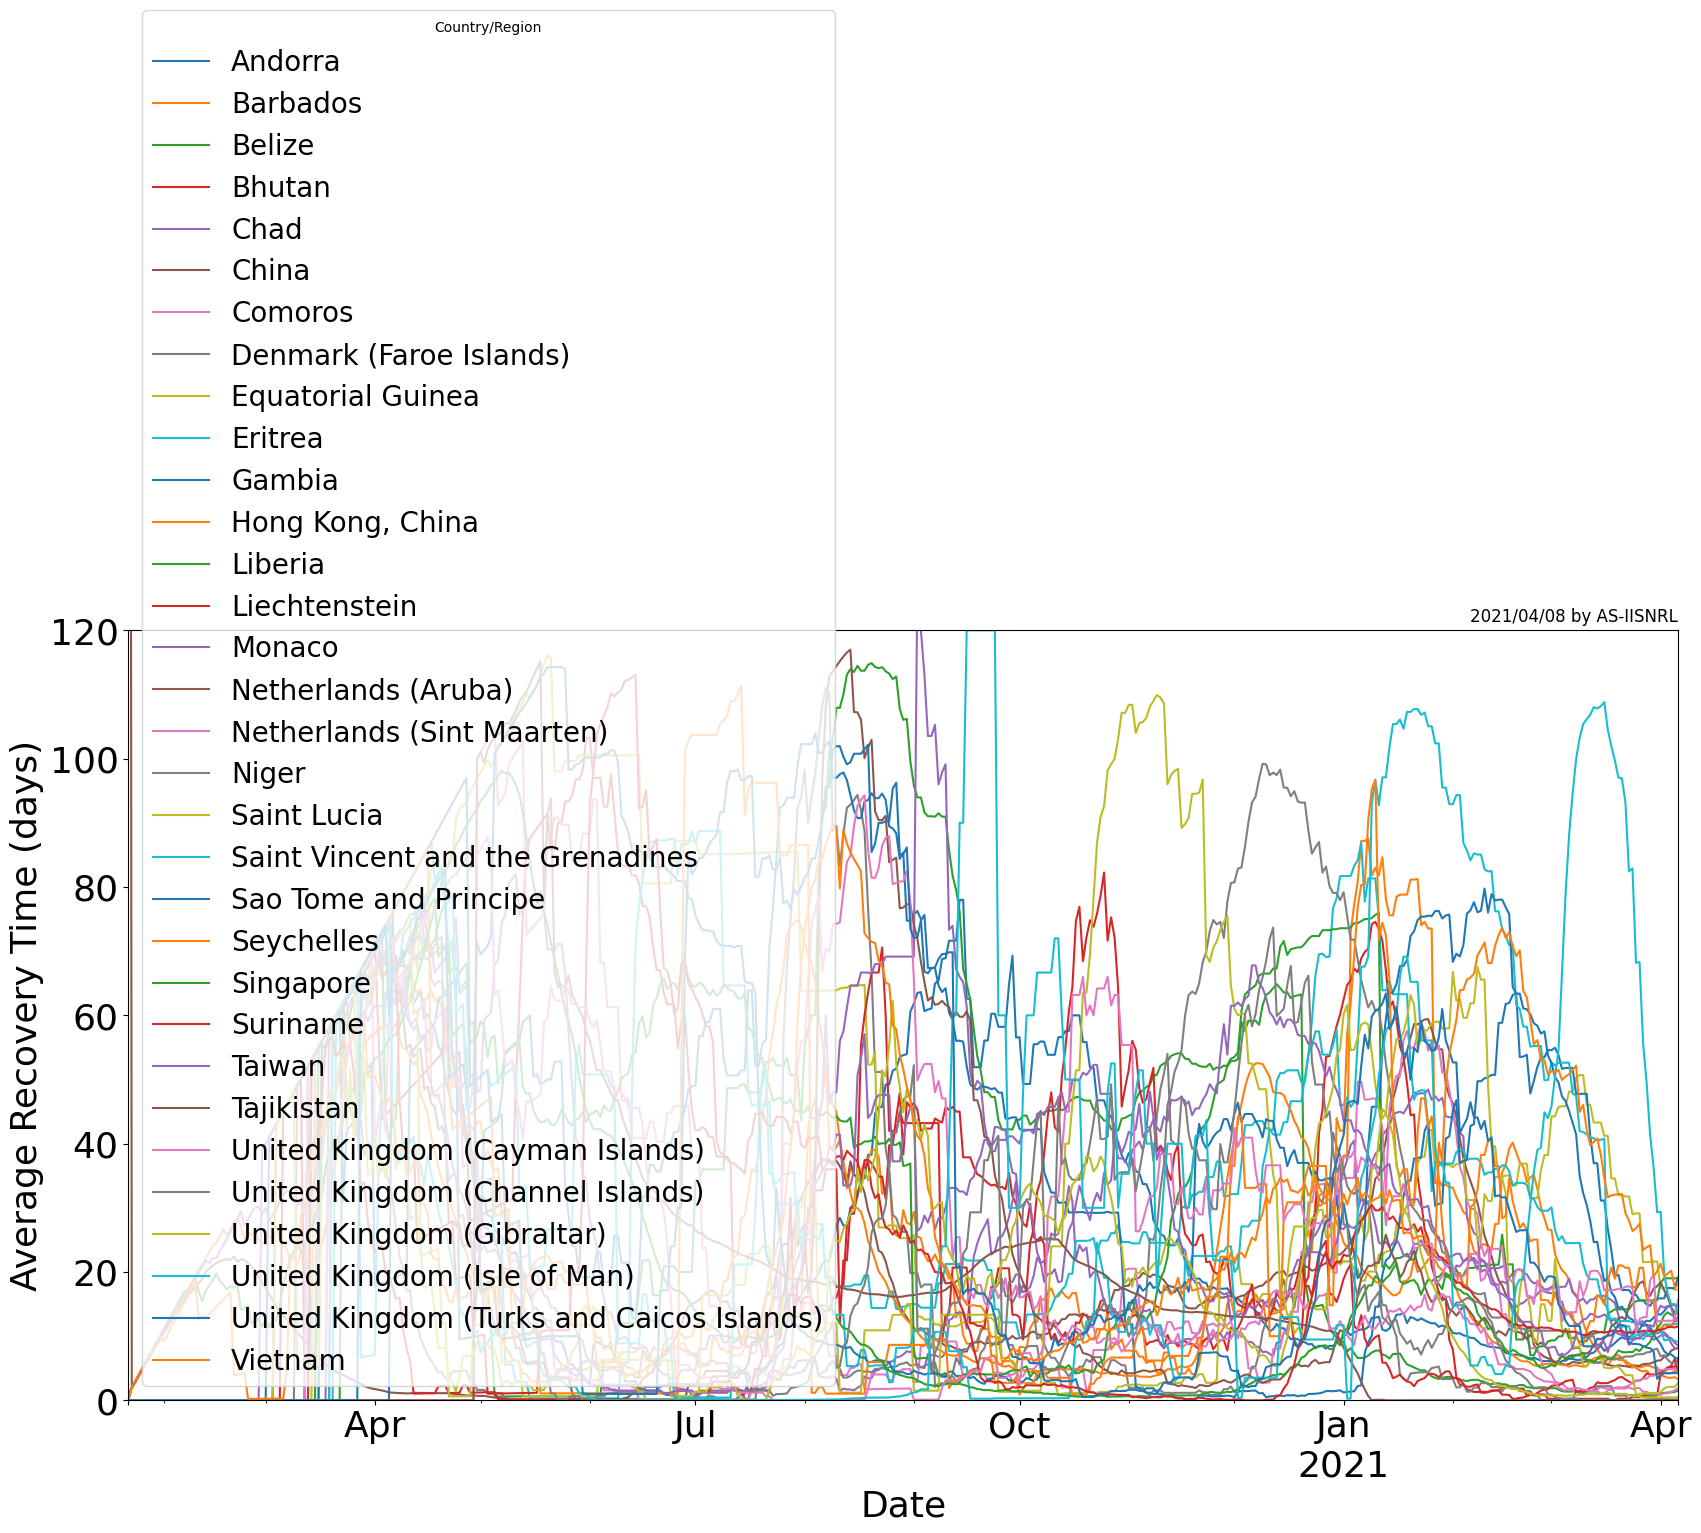 Country/Region
Andorra
Barbados
Belize
Bhutan
Chad
China
Comoros
Denmark (Faroe Islands)
Equatorial Guinea
Eritrea
Gambia
Hong Kong, China
Liberia
Liechtenstein
Monaco
Netherlands (Aruba)
Netherlands (Sint Maarten)
Niger
Saint Lucia
Saint Vincent and the Grenadines
Sao Tome and Principe
Seychelles
Singapore
Suriname
Taiwan
Tajikistan
United Kingdom (Cayman Islands)
United Kingdom (Channel Islands)
United Kingdom (Gibraltar)
United Kingdom (Isle of Man)
United Kingdom (Turks and Caicos Islands)
Vietnam
2021/04/08 by AS-IISNRL
Average Recovery Time (days)
120
100
80
60
40
20
0
Apr Jul Oct Jan Apr
2021
Date